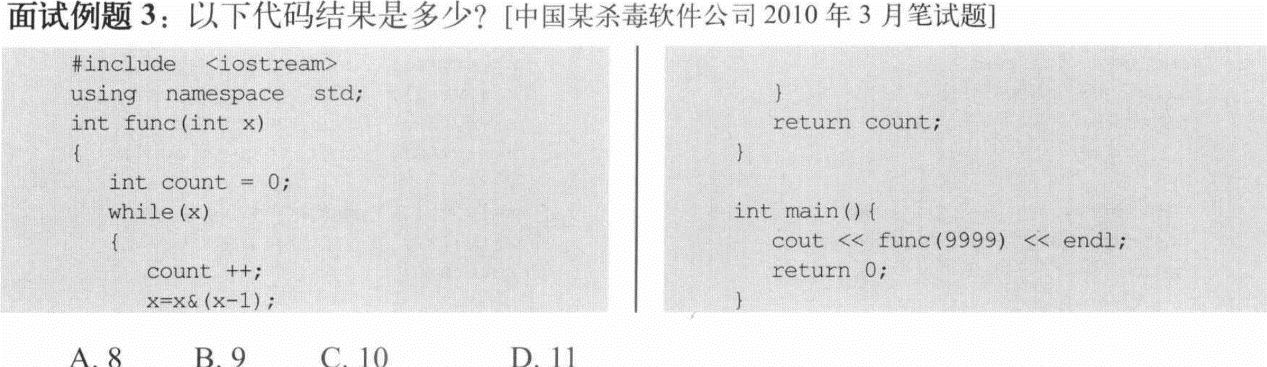 面试例题 3：以下代码结果是多少？[中国某杀毒软件公司 2010 年 3 月笔试题]
#include <iostream>
using namespace std;
int func(int x)
{
int count = 0;
while(x)
{
count ++;
x=x&(x-1);
}
return count;
}
int main(){
cout << func(9999) << endl;
return 0;
}
A. 8 B. 9 C. 10 D. 11